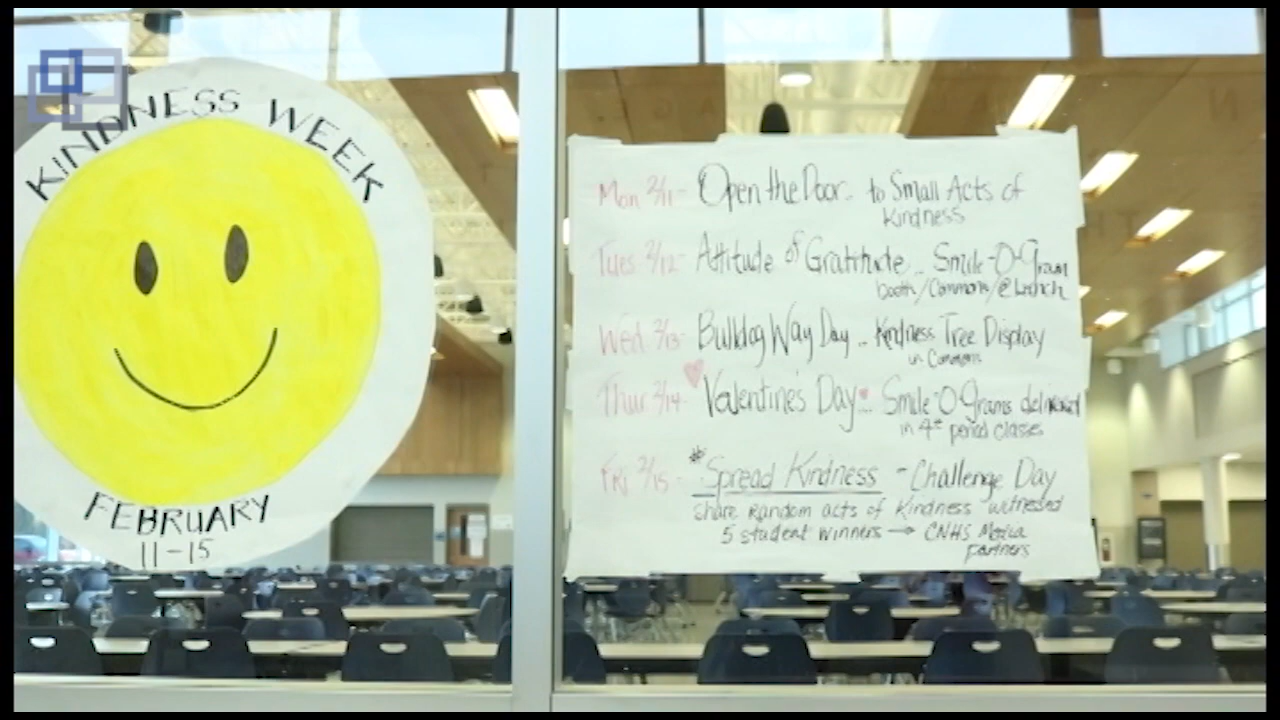 KINDNESS WEEK
FEBRUARY
11-15
Mon 2/11- Open the Door.. to Small Acts of
Kindness
Tues 2/12- Attitude of Gratitude... Smile-O-Gram
booth/Commons/@Lunch
Wed 2/13- Bulldog Way Day .. Kindness Tree Display
in Commons
Thur 2/14- Valentine's Day... Smile-O-Grams delivered
in 4th period classes
Fri 2/15- *Spread Kindness - Challenge Day
share random acts of Kindness witnessed
5 student winners → CNHS Media
partners